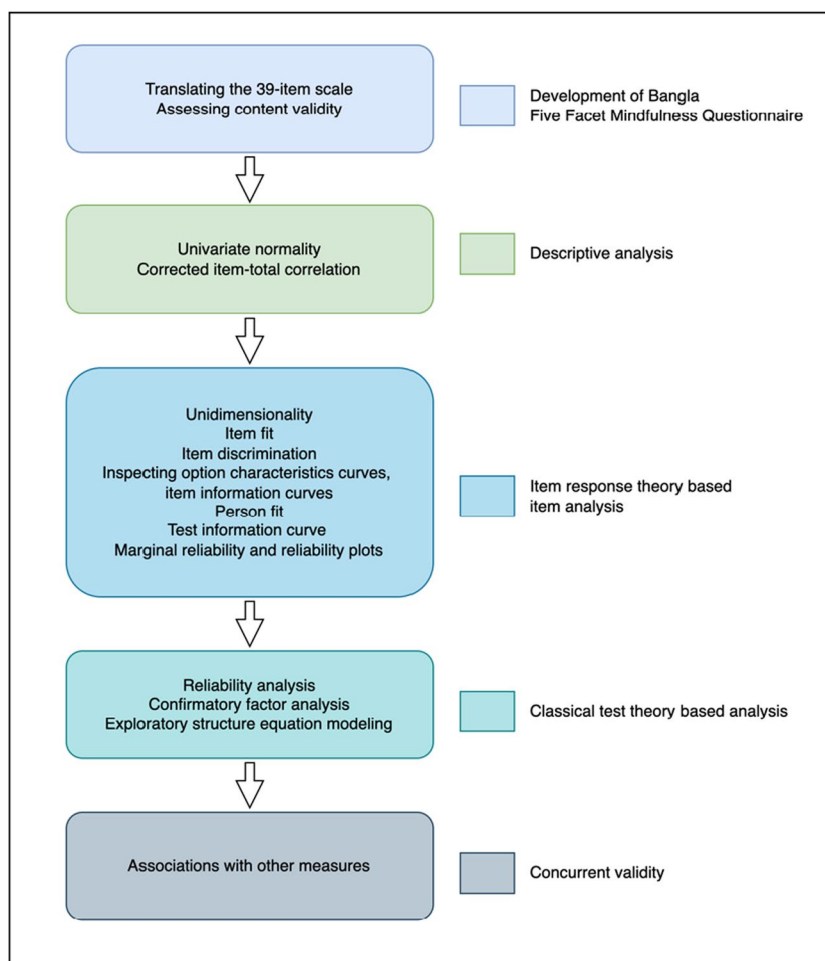 Translating the 39-item scale
Assessing content validity
Development of Bangla
Five Facet Mindfulness Questionnaire
Univariate normality
Corrected item-total correlation
Descriptive analysis
Unidimensionality
Item fit
Item discrimination
Inspecting option characteristics curves,
item information curves
Person fit
Test information curve
Marginal reliability and reliability plots
Item response theory based
item analysis
Reliability analysis
Confirmatory factor analysis
Exploratory structure equation modeling
Classical test theory based analysis
Associations with other measures
Concurrent validity